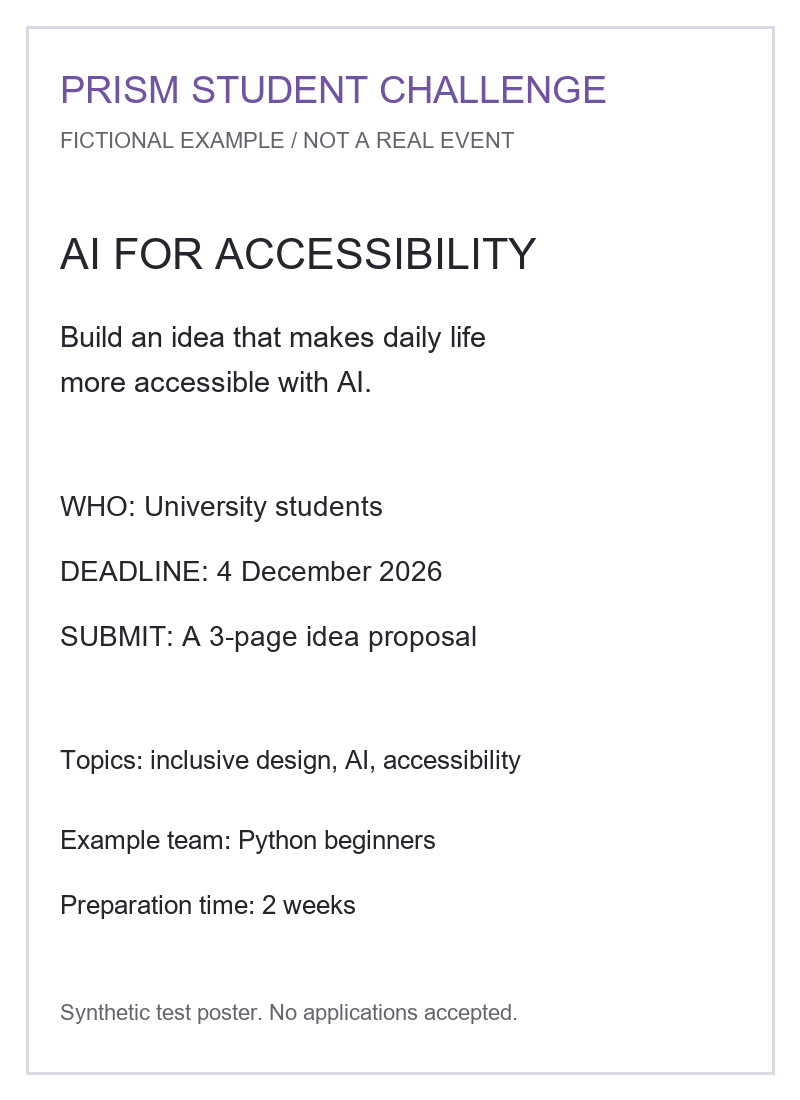 PRISM STUDENT CHALLENGE
FICTIONAL EXAMPLE / NOT A REAL EVENT
AI FOR ACCESSIBILITY
Build an idea that makes daily life
more accessible with AI.
WHO: University students
DEADLINE: 4 December 2026
SUBMIT: A 3-page idea proposal
Topics: inclusive design, AI, accessibility
Example team: Python beginners
Preparation time: 2 weeks
Synthetic test poster. No applications accepted.